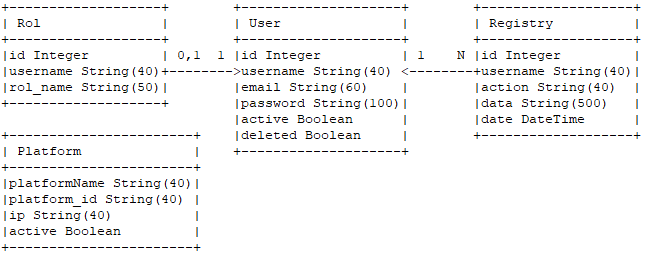 +-------------------+        +--------------------+        +-------------------+
| Rol               |        | User               |        | Registry          |
+-------------------+        +--------------------+        +-------------------+
|id Integer         | 0,1  1 |id Integer          | 1    N |id Integer         |
|username String(40)+------->username String(40) <--------+username String(40)|
|rol_name String(50)|        |email String(60)    |        |action String(40)  |
+-------------------+        |password String(100)|        |data String(500)   |
                             |active Boolean      |        |date DateTime      |
+-----------------------+    |deleted Boolean     |        +-------------------+
| Platform              |    +--------------------+
+-----------------------+
|platformName String(40)|
|platform_id String(40) |
|ip String(40)          |
|active Boolean         |
+-----------------------+